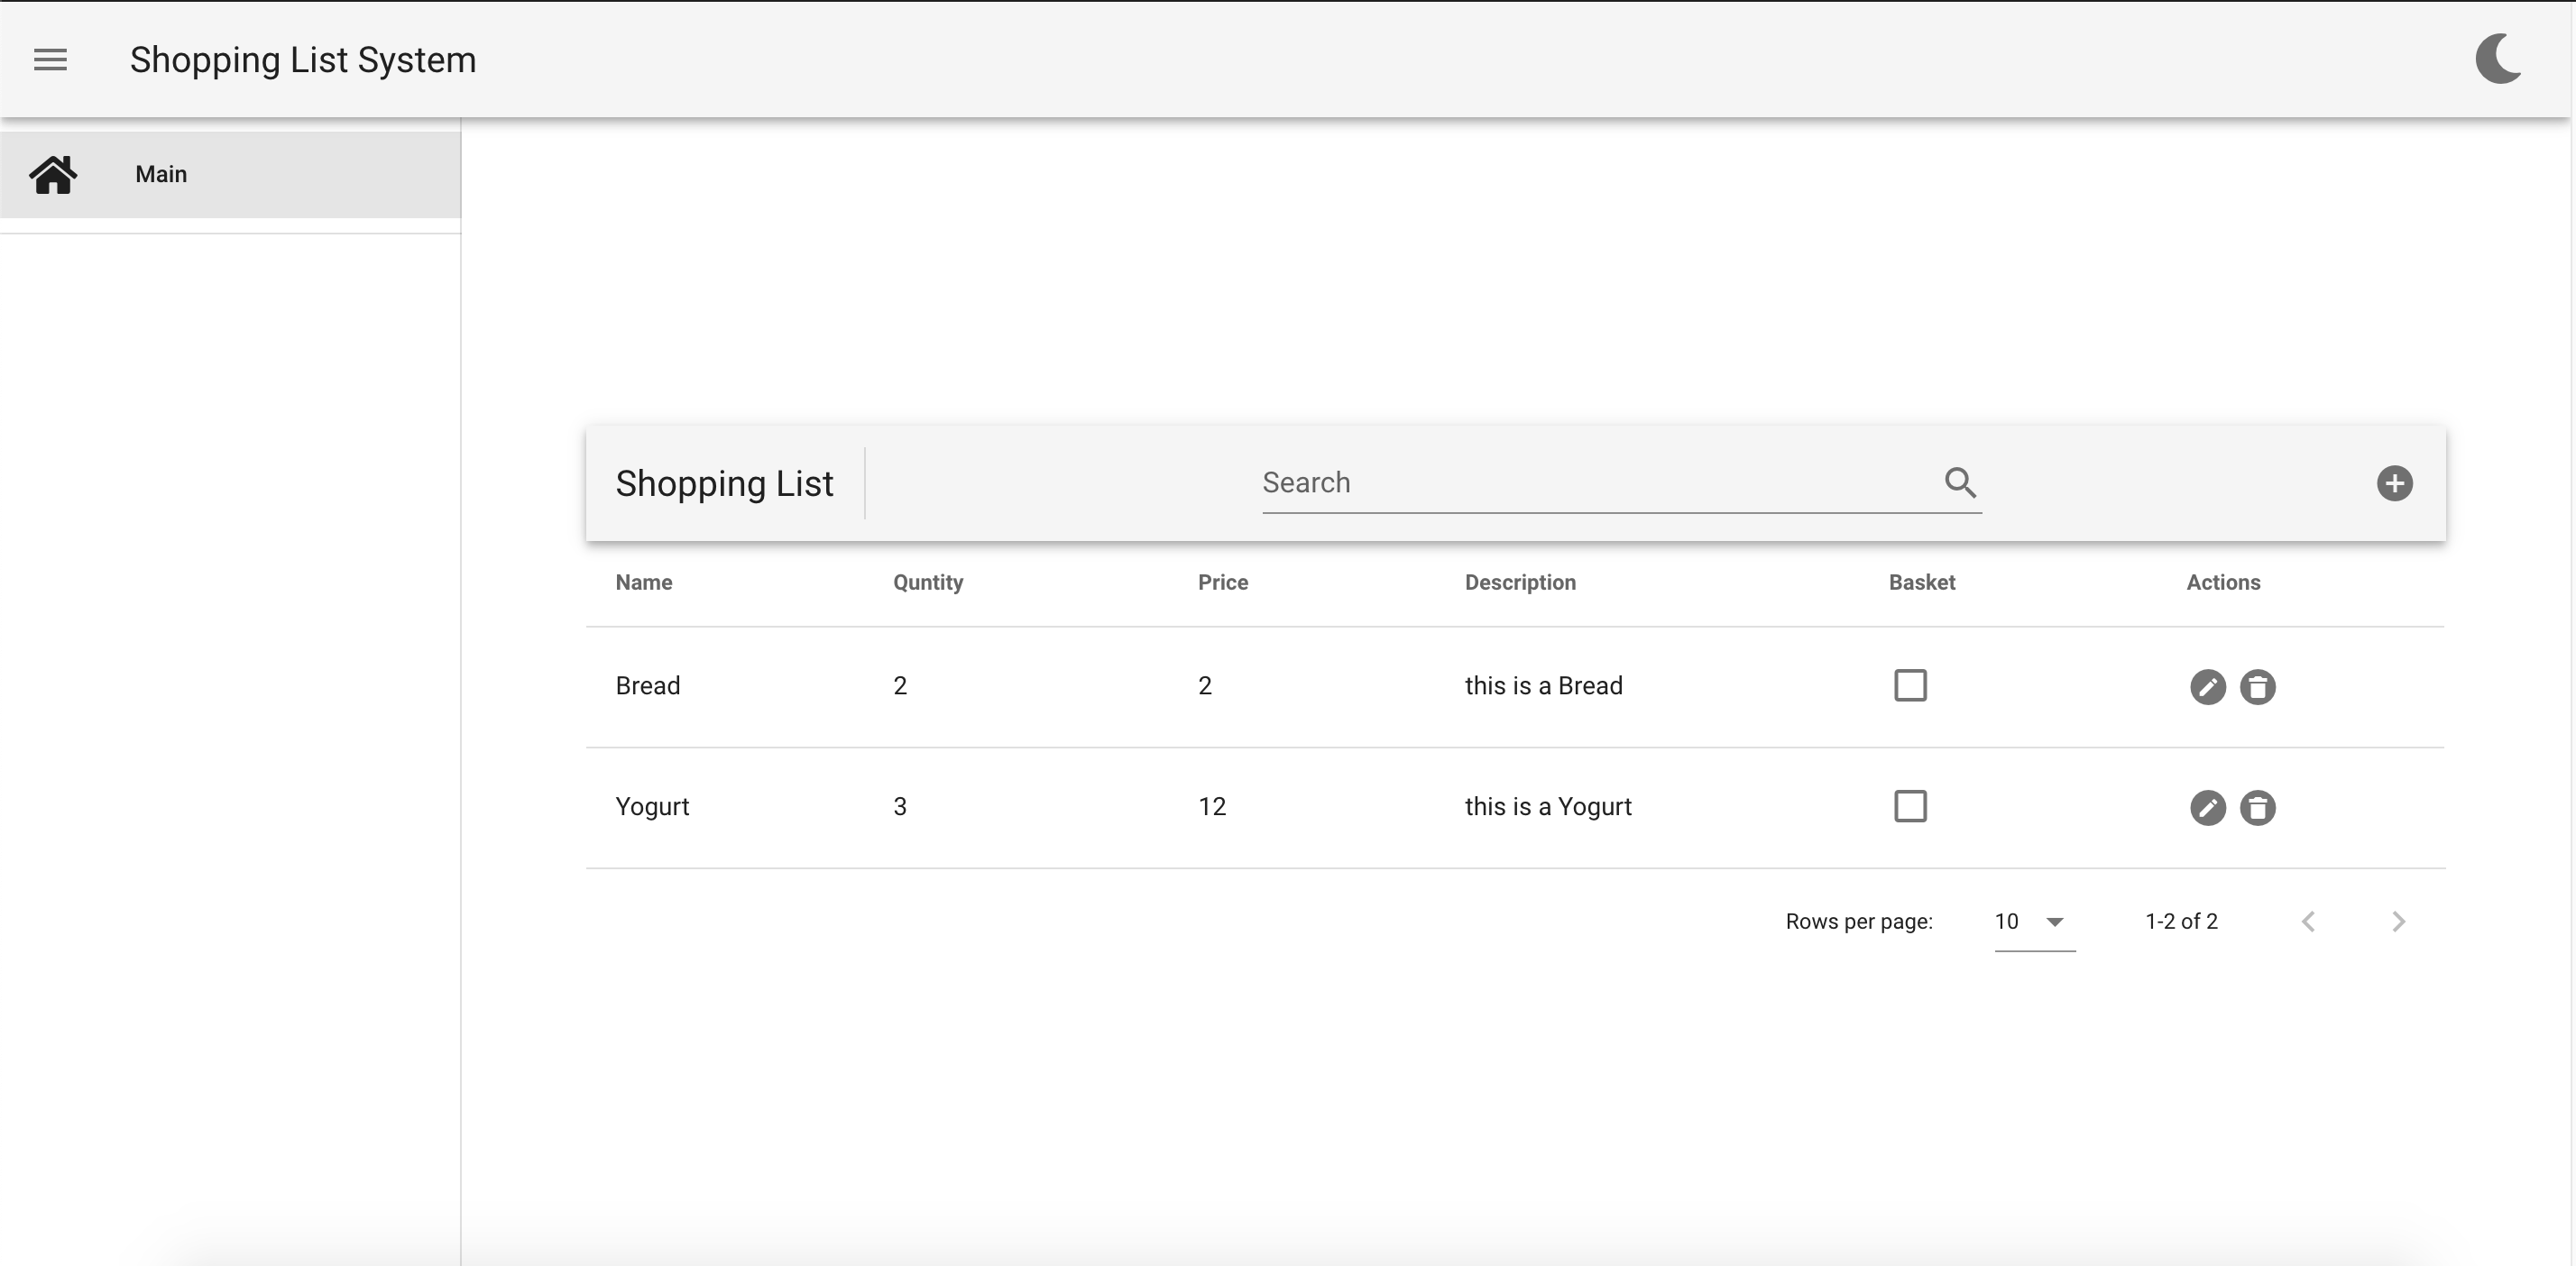 Shopping List System
Main
Shopping List Search
Name Quntity Price Description Basket Actions
Bread 2 2 this is a Bread
Yogurt 3 12 this is a Yogurt
Rows per page: 10 1-2 of 2